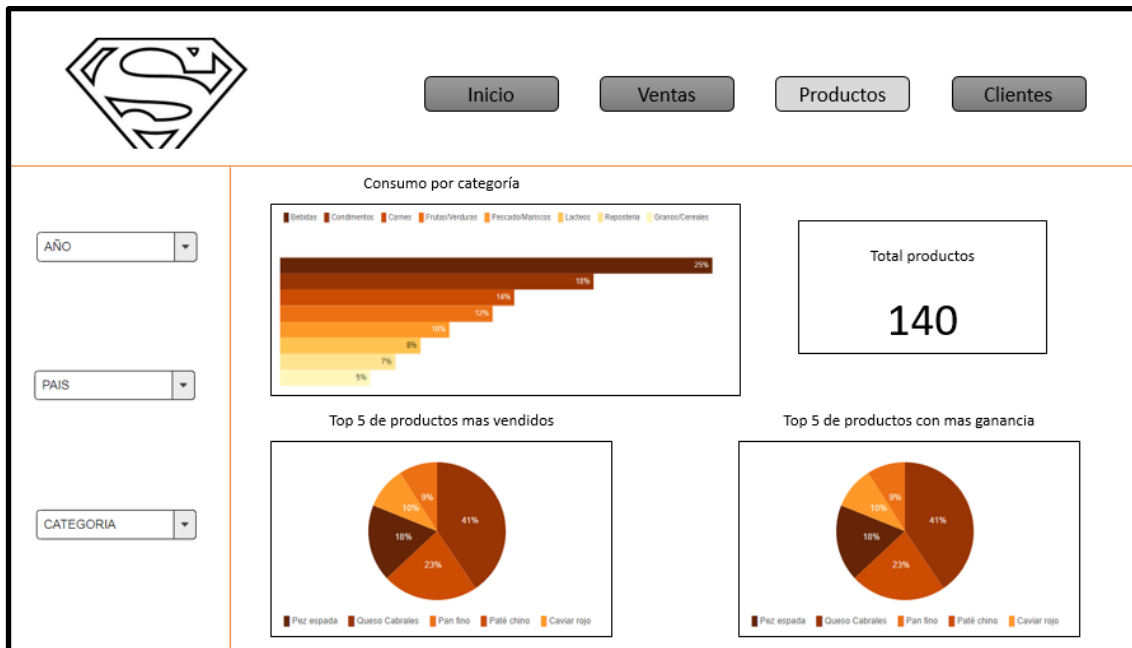 Inicio Ventas Productos Clientes
AÑO
PAIS
CATEGORIA
Consumo por categoría
Bebidas Condimentos Carnes Frutas/Verduras Pescado/Mariscos Lacteos Reposteria Granos/Cereales
25%
18%
14%
12%
10%
8%
7%
5%
Total productos
140
Top 5 de productos mas vendidos
9%
10%
41%
18%
23%
Pez espada Queso Cabrales Pan fino Patè chino Caviar rojo
Top 5 de productos con mas ganancia
9%
10%
41%
18%
23%
Pez espada Queso Cabrales Pan fino Patè chino Caviar rojo